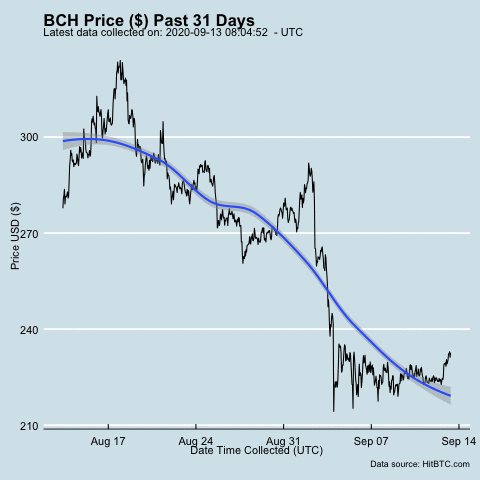 BCH Price ($) Past 31 Days
Latest data collected on: 2020-09-13 08:04:52 - UTC
Price USD ($)
300
270
240
210
Aug 17
Aug 24
Aug 31
Sep 07
Sep 14
Date Time Collected (UTC)
Data source: HitBTC.com